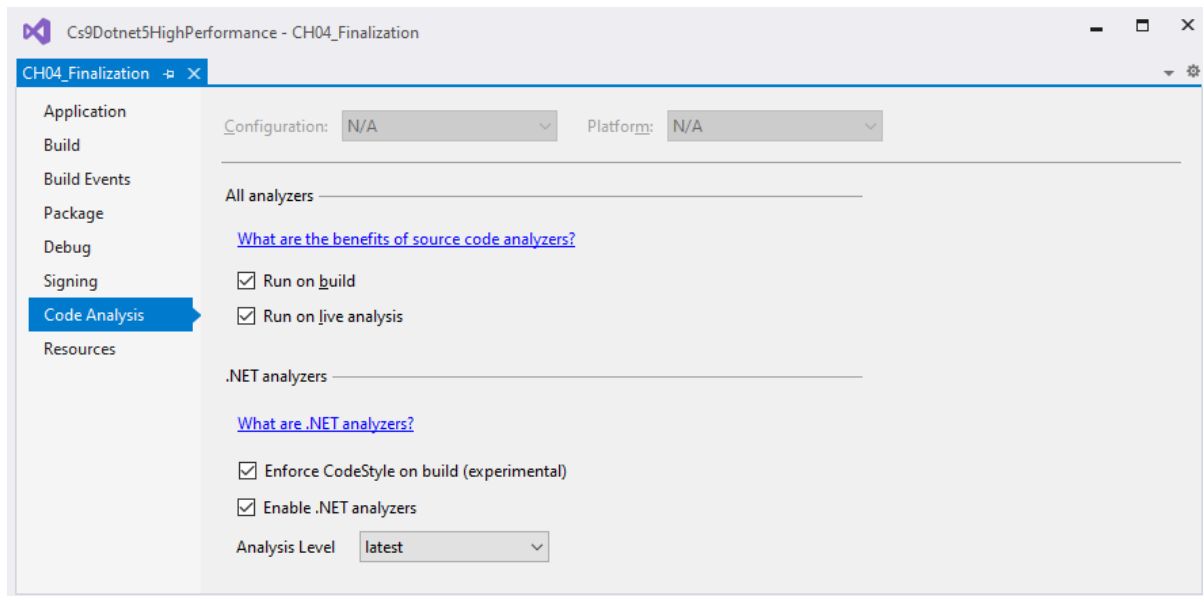 Cs9Dotnet5HighPerformance - CH04_Finalization
CH04_Finalization
Application
Build
Build Events
Package
Debug
Signing
Code Analysis
Resources
Configuration: N/A Platform: N/A
All analyzers
What are the benefits of source code analyzers?
Run on build
Run on live analysis
.NET analyzers
What are .NET analyzers?
Enforce CodeStyle on build (experimental)
Enable .NET analyzers
Analysis Level latest